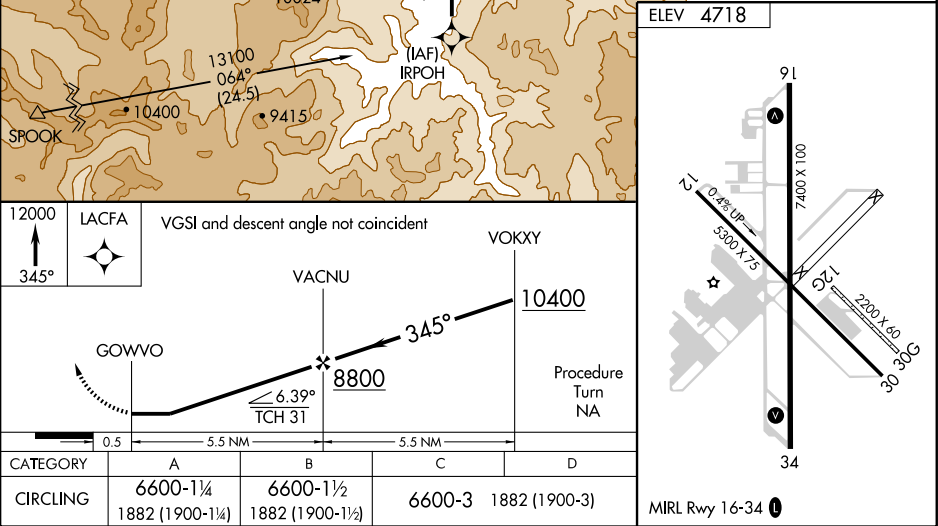 (IAF)
IRPOH
13100
064°
(24.5)
10400
9415
SPOOK
12000
345°
LACFA
VGSI and descent angle not coincident
VOKXY
VACNU
10400
345°
GOWVO
8800
6.39°
TCH 31
Procedure
Turn
NA
0.5
5.5 NM
5.5 NM
CATEGORY A B C D
CIRCLING
6600-1¼
1882 (1900-1¼)
6600-1½
1882 (1900-1½)
6600-3 1882 (1900-3)
ELEV 4718
16
V
7400 X 100
12
0.4% UP
5300 X 75
12G
2200 X 60
30G
30
V
34
MIRL Rwy 16-34 L